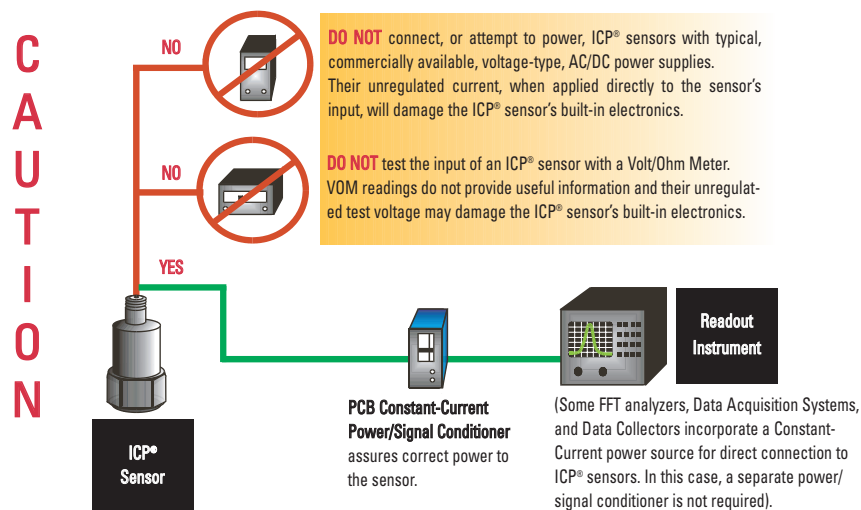 CAUTION
NO
DO NOT connect, or attempt to power, ICP® sensors with typical,
commercially available, voltage-type, AC/DC power supplies.
Their unregulated current, when applied directly to the sensor's
input, will damage the ICP® sensor's built-in electronics.
NO
DO NOT test the input of an ICP® sensor with a Volt/Ohm Meter.
VOM readings do not provide useful information and their unregulat-
ed test voltage may damage the ICP® sensor's built-in electronics.
YES
ICP®
Sensor
PCB Constant-Current
Power/Signal Conditioner
assures correct power to
the sensor.
Readout
Instrument
(Some FFT analyzers, Data Acquisition Systems,
and Data Collectors incorporate a Constant-
Current power source for direct connection to
ICP® sensors. In this case, a separate power/
signal conditioner is not required).